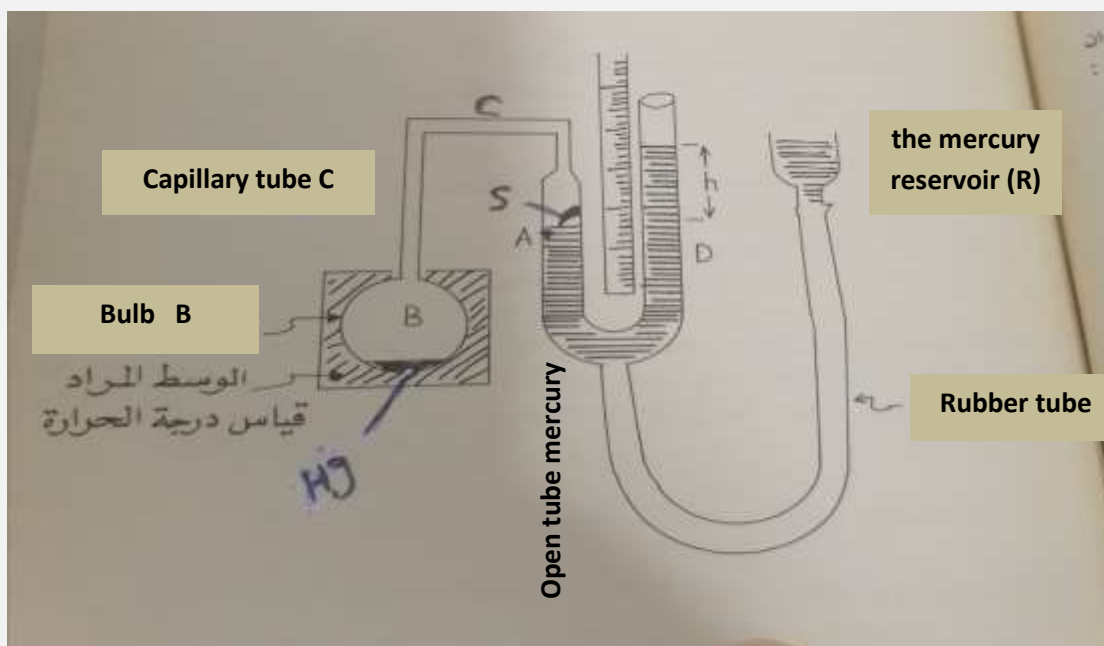 C
the mercury
reservoir (R)
Capillary tube C
h
S
A
D
Bulb B
B
الوسط المراد
قياس درجة الحرارة
Rubber tube
Hg
Open tube mercury